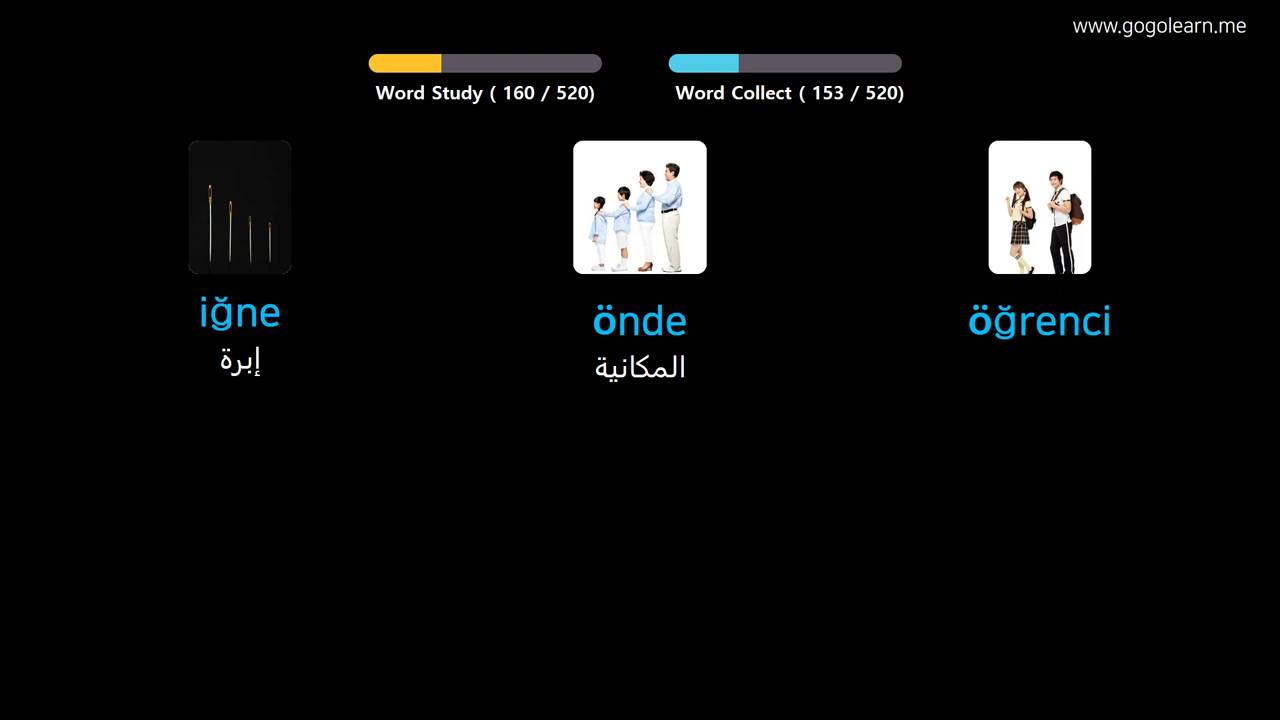 www.gogolearn.me
Word Study ( 160 / 520)
Word Collect ( 153 / 520)
iğne
إبرة
önde
المكانية
öğrenci